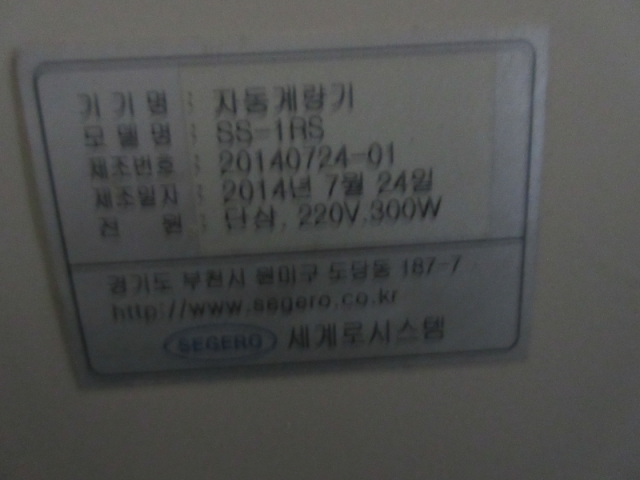 기 기 명 : 자동계량기
모 델 명 : SS-1RS
제조번호 : 20140724-01
제조일자 : 2014년 7월 24일
전 원 : 단상, 220V,300W
경기도 부천시 원미구 도당동 187-7
http://www.segero.co.kr
SEGERO 세계로시스템